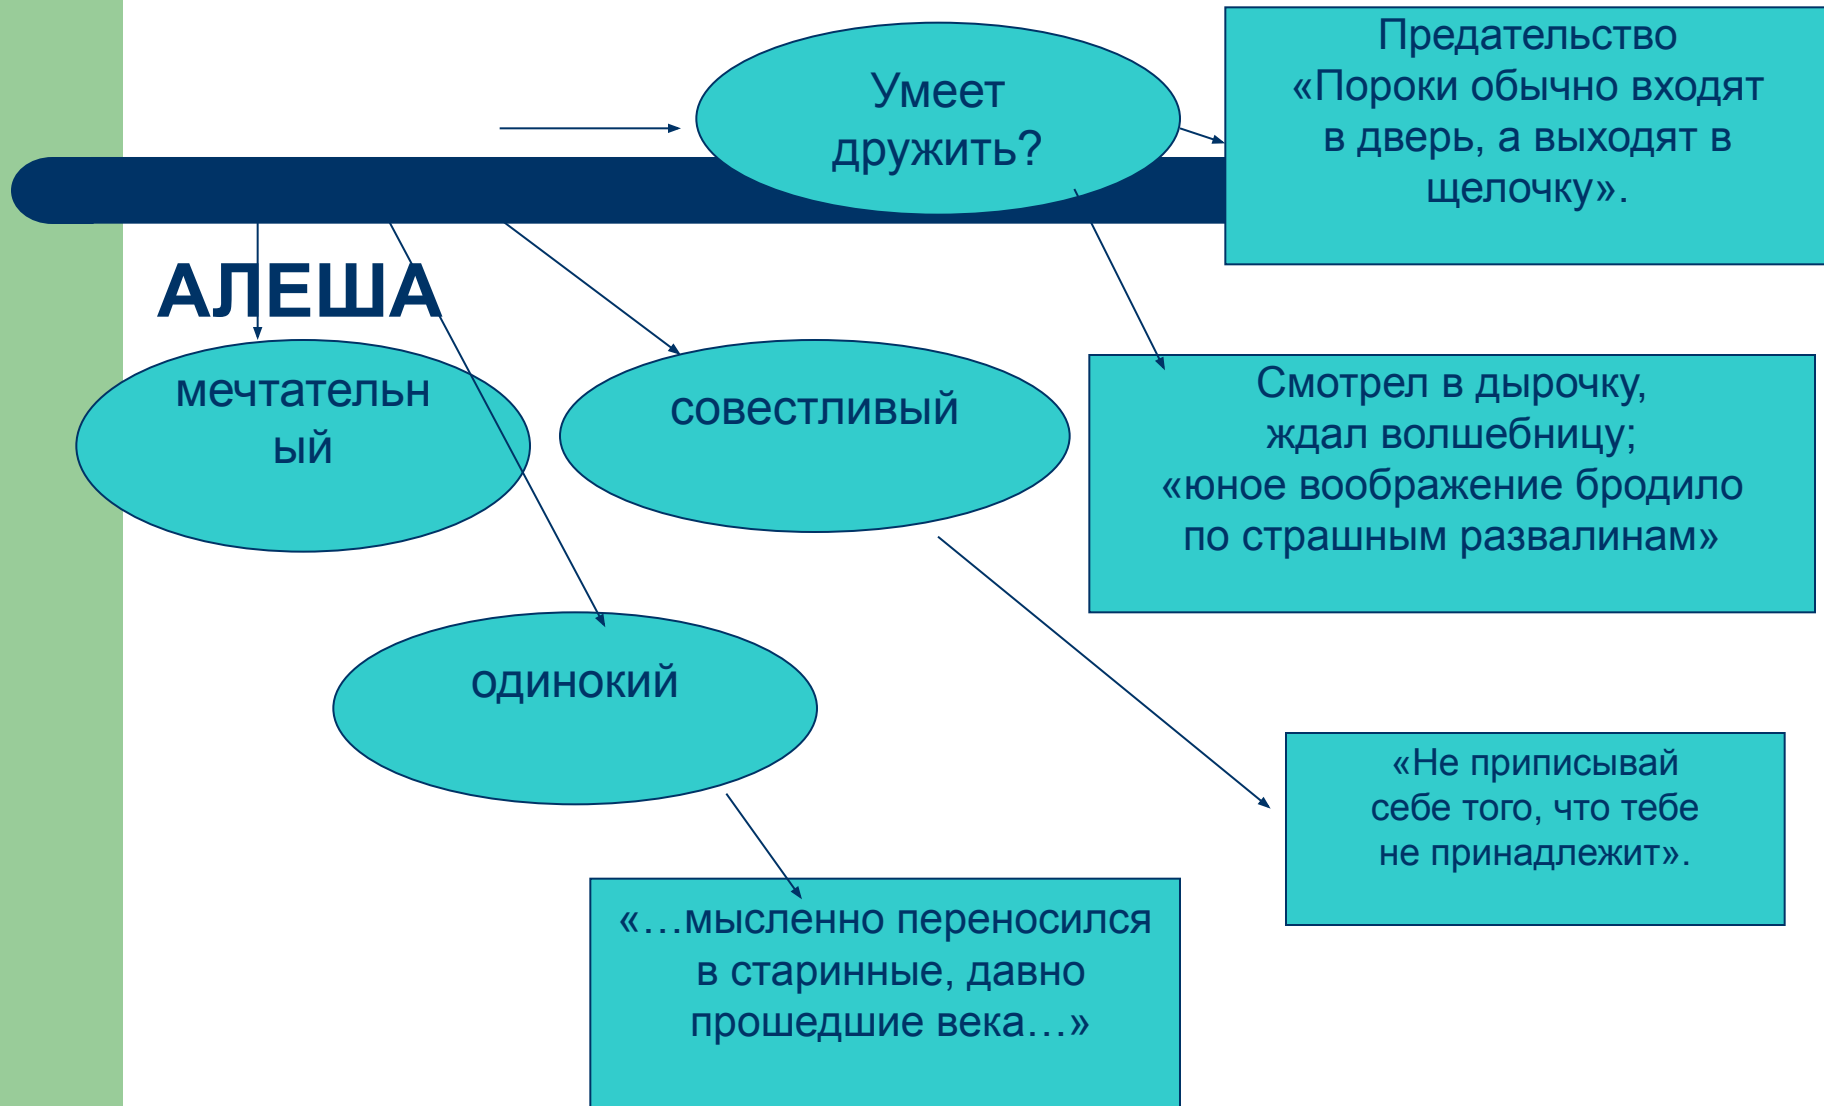 Умеет
дружить?
Предательство
«Пороки обычно входят
в дверь, а выходят в
щелочку».
АЛЕША
мечтательн
ый
совестливый
Смотрел в дырочку,
ждал волшебницу;
«юное воображение бродило
по страшным развалинам»
одинокий
«Не приписывай
себе того, что тебе
не принадлежит».
«…мысленно переносился
в старинные, давно
прошедшие века…»